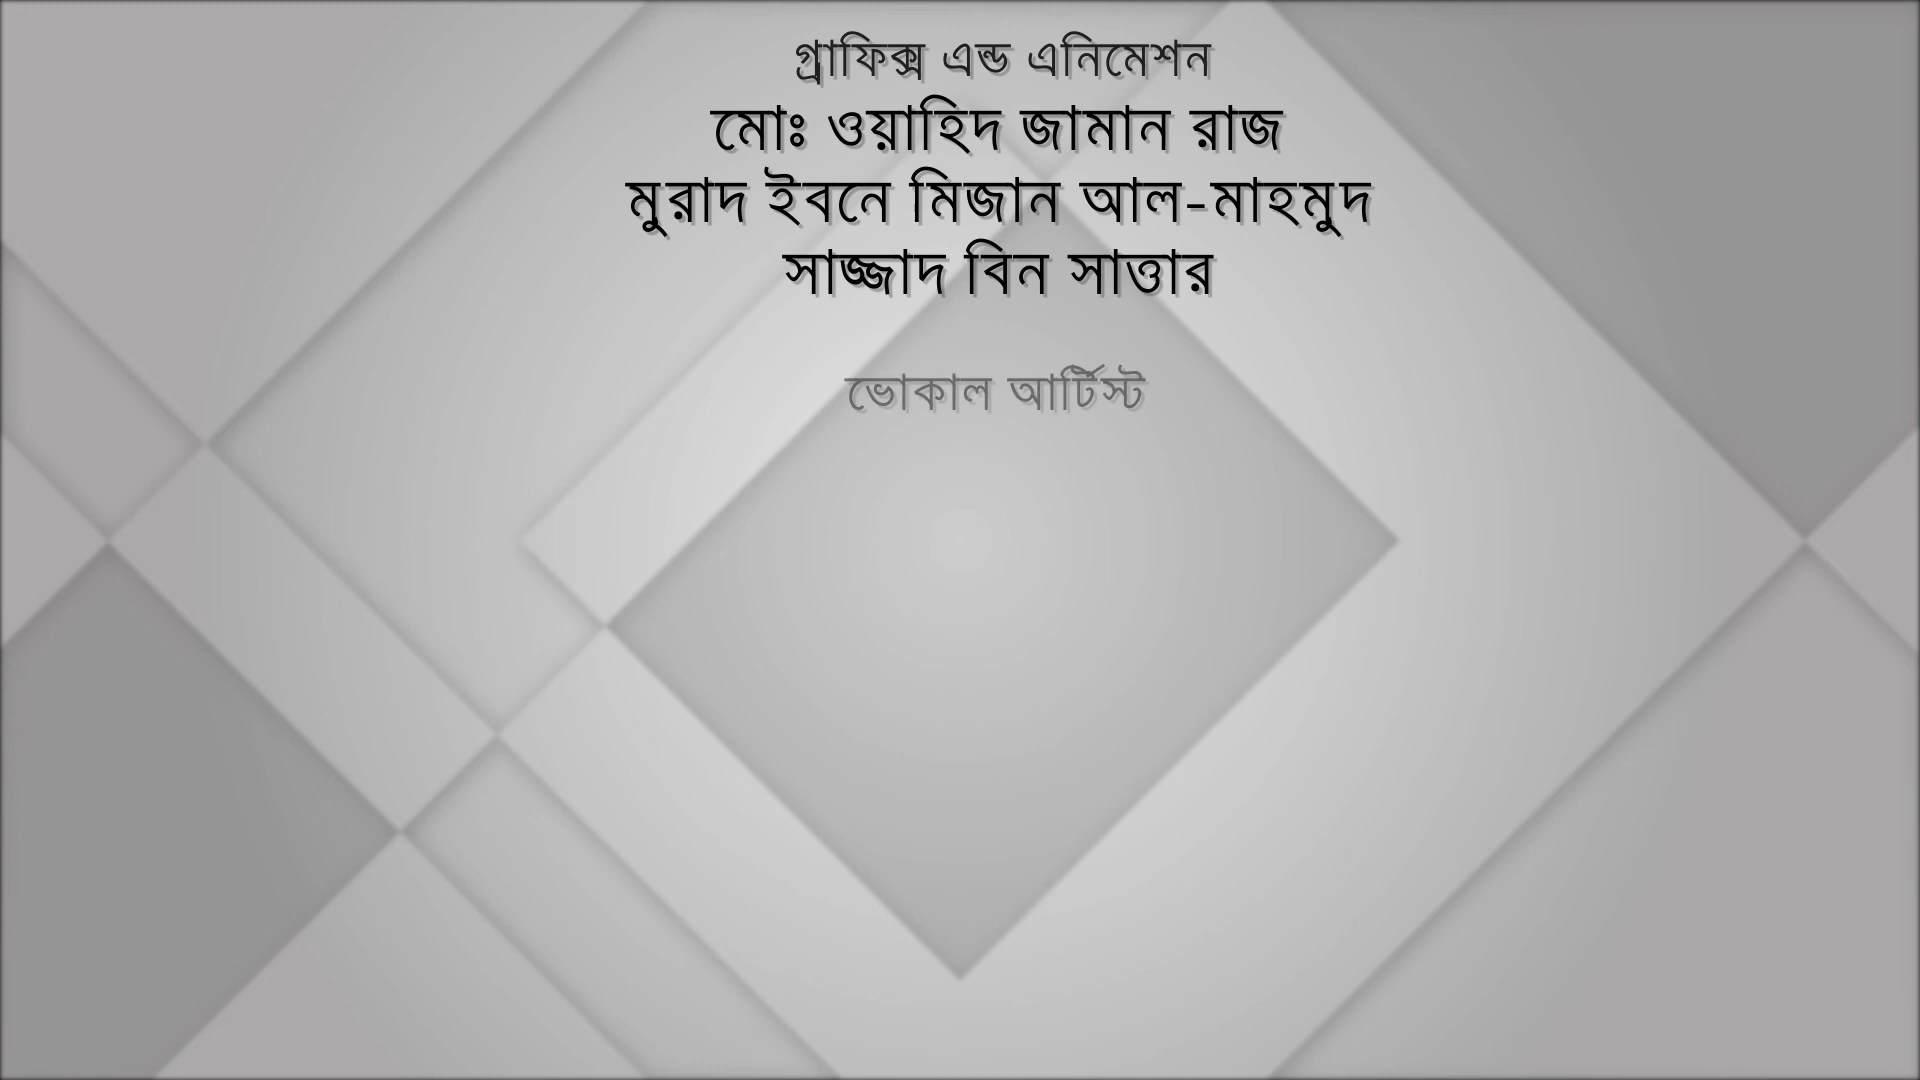 গ্রাফিক্স এন্ড এনিমেশন
মোঃ ওয়াহিদ জামান রাজ
মুরাদ ইবনে মিজান আল-মাহমুদ
সাজ্জাদ বিন সাত্তার
ভোকাল আর্টিস্ট